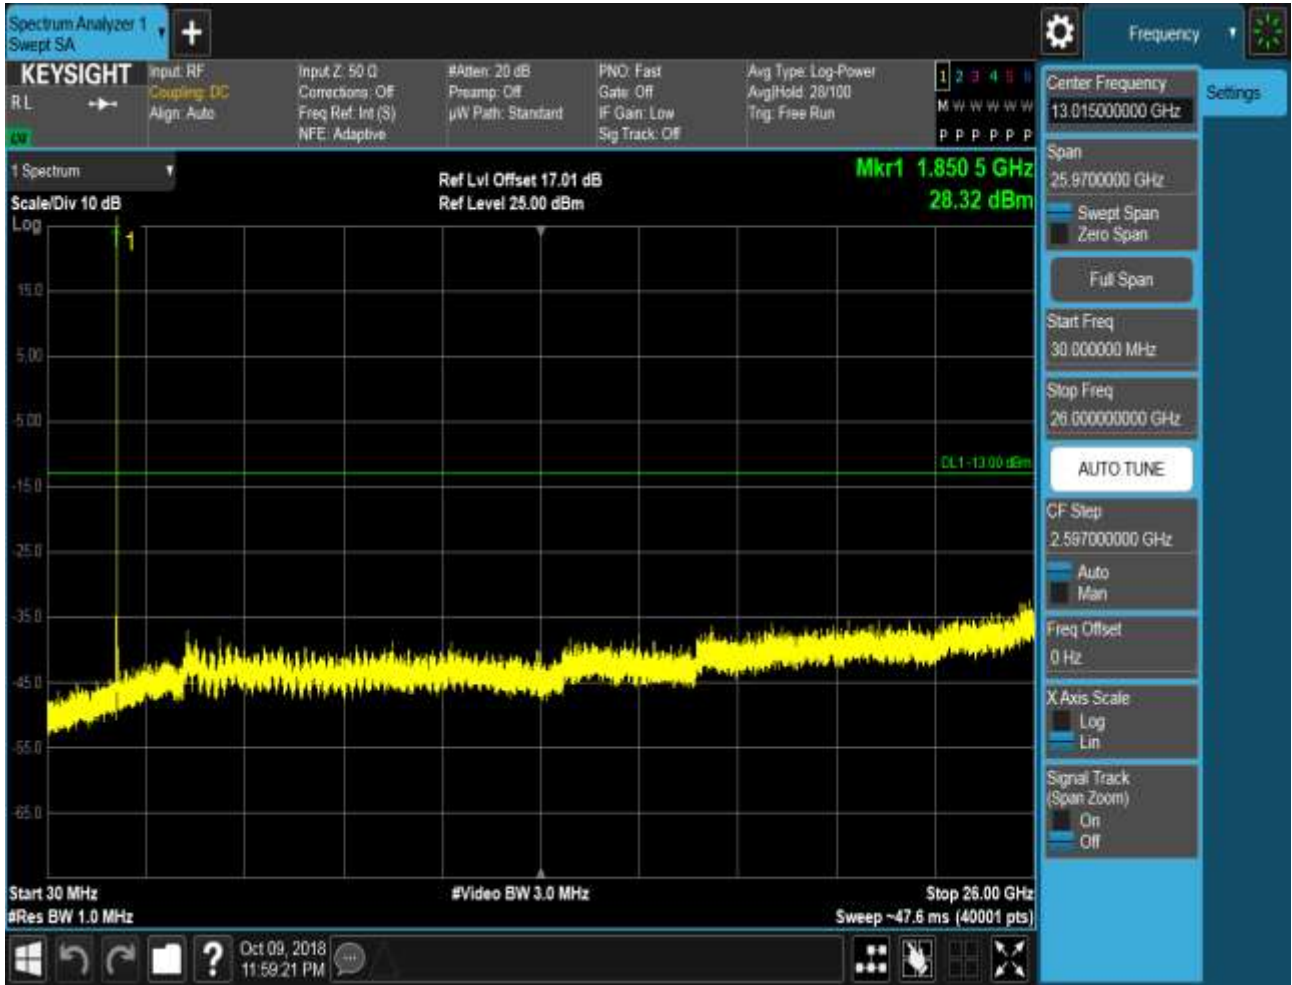 Spectrum Analyzer 1
Swept SA
Frequency
KEYSIGHT
R L
LW
Input: RF
Coupling: DC
Align: Auto
Input Z: 50 Ω
Corrections: Off
Freq Ref: Int (S)
NFE: Adaptive
#Atten: 20 dB
Preamp: Off
µW Path: Standard
PNO: Fast
Gate: Off
IF Gain: Low
Sig Track: Off
Avg Type: Log-Power
Avg|Hold: 28/100
Trig: Free Run
1 2 3 4 5 6
M W W W W W
P P P P P P
1 Spectrum
Scale/Div 10 dB
Log
Ref Lvl Offset 17.01 dB
Ref Level 25.00 dBm
Mkr1 1.850 5 GHz
28.32 dBm
1
15.0
5.00
-5.00
DL1 -13.00 dBm
-15.0
-25.0
-35.0
-45.0
-55.0
-65.0
Start 30 MHz
#Res BW 1.0 MHz
#Video BW 3.0 MHz
Stop 26.00 GHz
Sweep ~47.6 ms (40001 pts)
Oct 09, 2018
11:59:21 PM
Center Frequency
13.015000000 GHz
Settings
Span
25.9700000 GHz
Swept Span
Zero Span
Full Span
Start Freq
30.000000 MHz
Stop Freq
26.000000000 GHz
AUTO TUNE
CF Step
2.597000000 GHz
Auto
Man
Freq Offset
0 Hz
X Axis Scale
Log
Lin
Signal Track
(Span Zoom)
On
Off